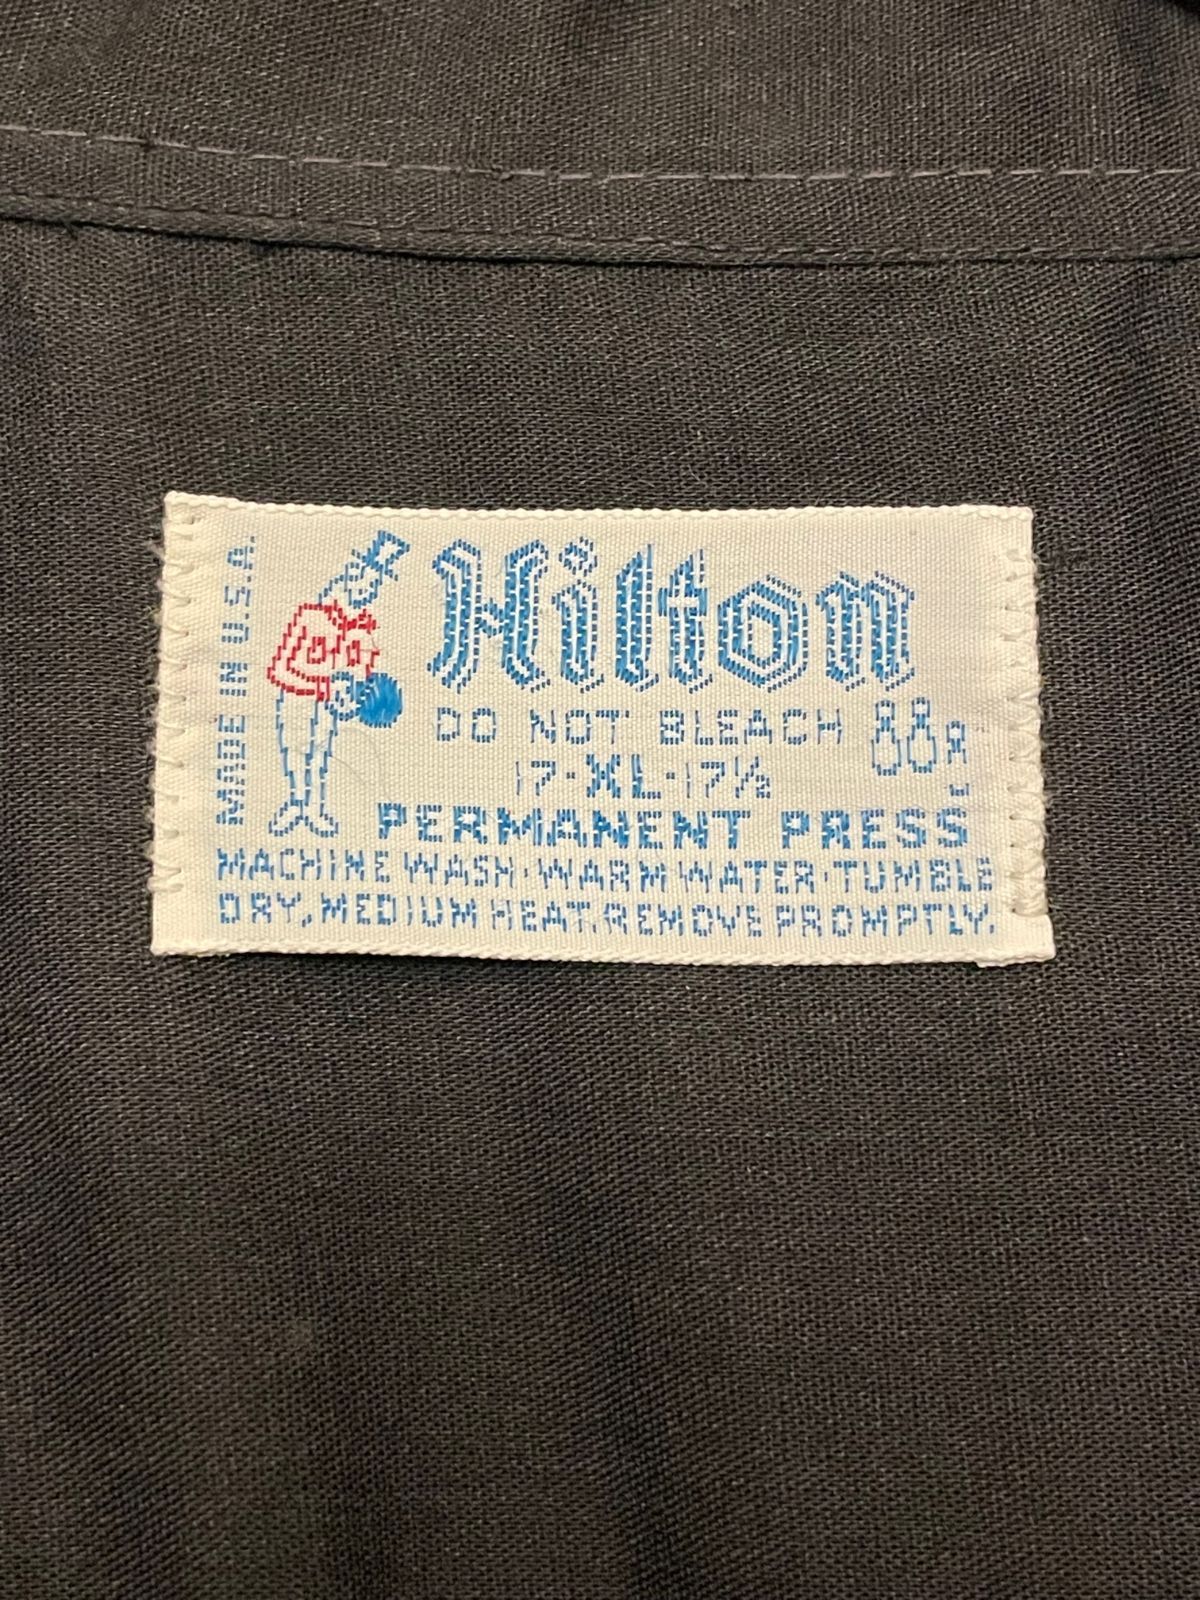 MADE IN U.S.A.
Hilton
DO NOT BLEACH
17·XL·17½
PERMANENT PRESS
MACHINE WASH·WARM WATER·TUMBLE
DRY, MEDIUM HEAT. REMOVE PROMPTLY.